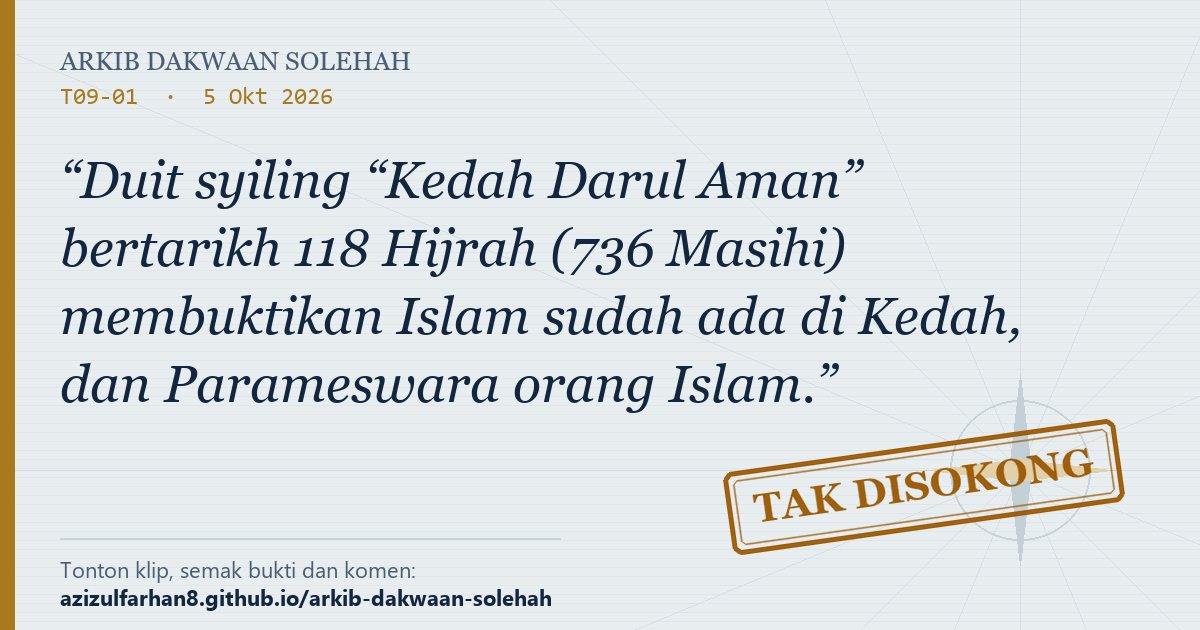 ARKIB DAKWAAN SOLEHAH
T09-01 · 5 Okt 2026
“Duit syiling “Kedah Darul Aman”
bertarikh 118 Hijrah (736 Masihi)
membuktikan Islam sudah ada di Kedah,
dan Parameswara orang Islam.”
TAK DISOKONG
Tonton klip, semak bukti dan komen:
azizulfarhan8.github.io/arkib-dakwaan-solehah